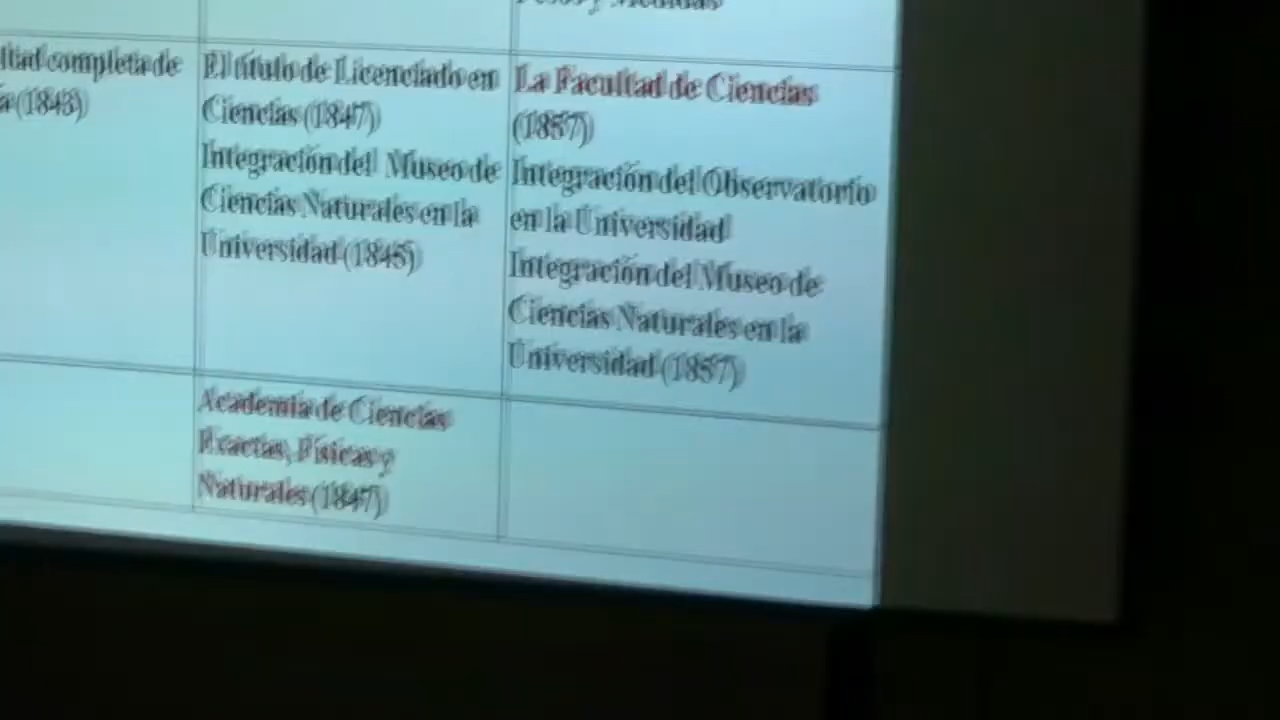 y Medidas
completa de
(1843)
El título de Licenciado en
Ciencias (1847)
Integración del Museo de
Ciencias Naturales en la
Universidad (1845)
La Facultad de Ciencias
(1857)
Integración del Observatorio
en la Universidad
Integración del Museo de
Ciencias Naturales en la
Universidad (1857)
Academia de Ciencias
Exactas, Físicas y
Naturales (1847)